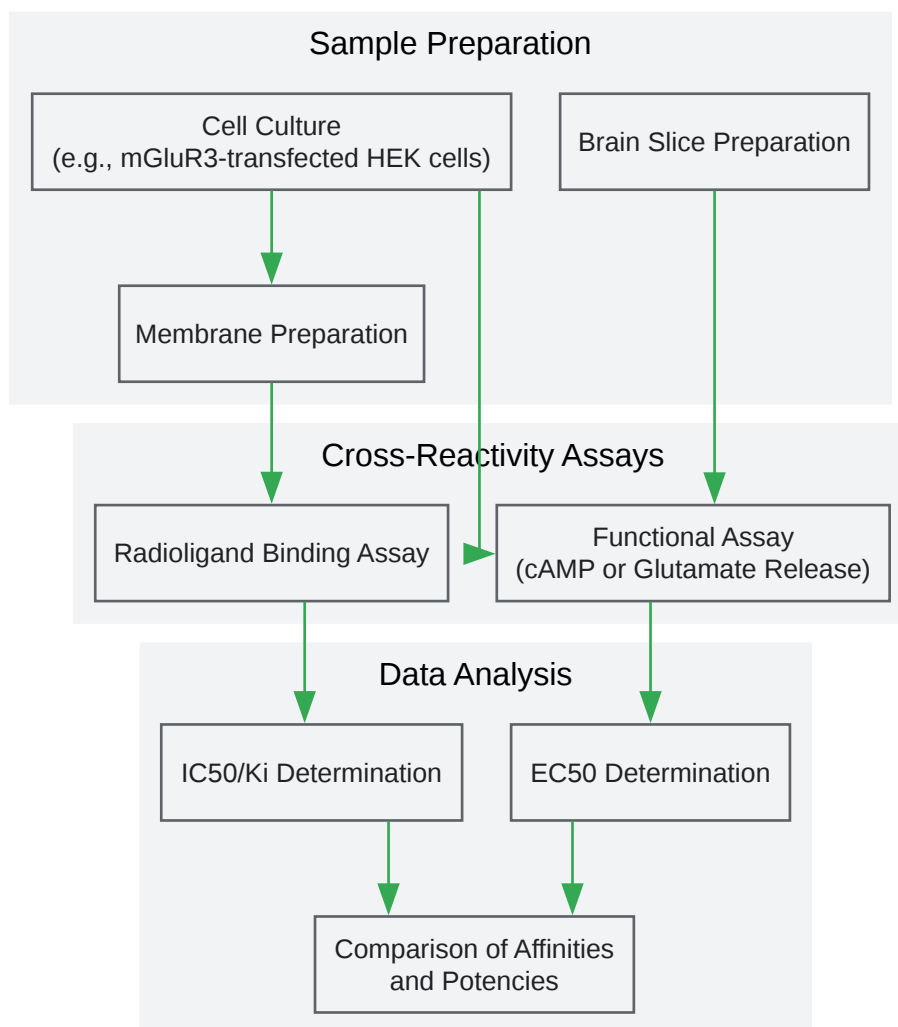 Sample Preparation
Cell Culture
(e.g., mGluR3-transfected HEK cells)
Brain Slice Preparation
Membrane Preparation
Cross-Reactivity Assays
Radioligand Binding Assay
Functional Assay
(cAMP or Glutamate Release)
Data Analysis
IC50/Ki Determination
EC50 Determination
Comparison of Affinities
and Potencies